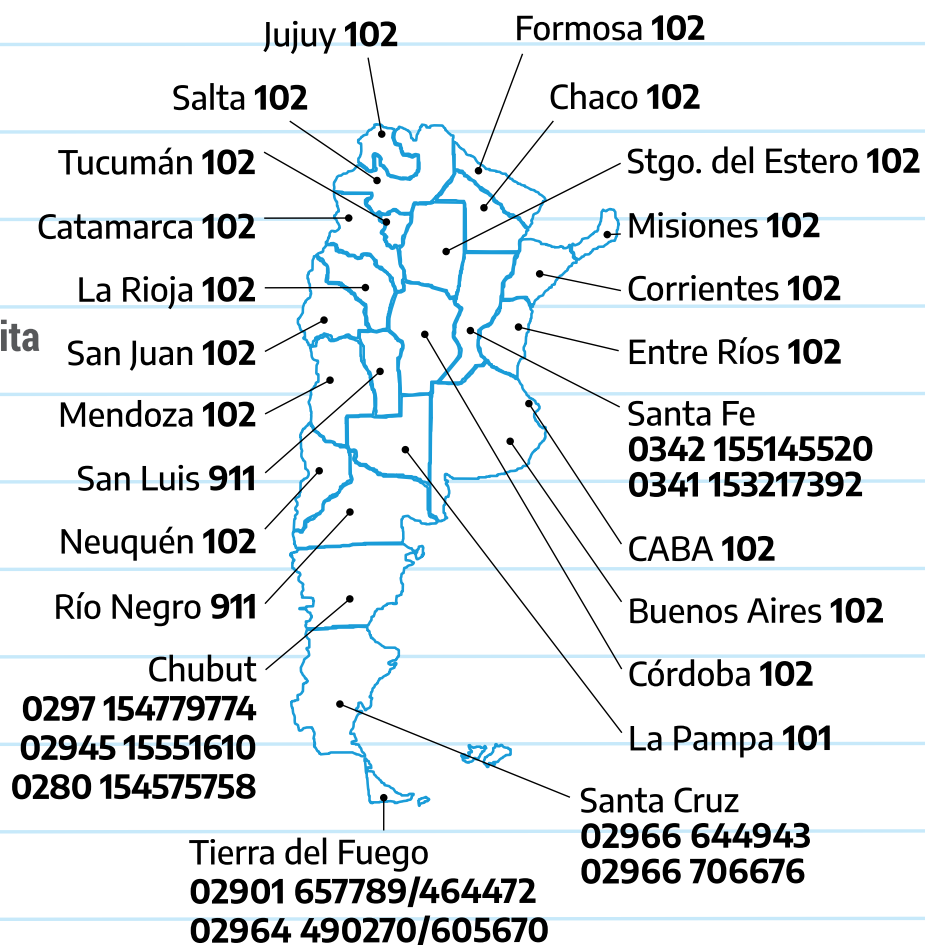 Jujuy 102
Formosa 102
Salta 102
Chaco 102
Tucumán 102
Stgo. del Estero 102
Catamarca 102
Misiones 102
La Rioja 102
Corrientes 102
ita
San Juan 102
Entre Ríos 102
Mendoza 102
Santa Fe
0342 155145520
0341 153217392
San Luis 911
Neuquén 102
CABA 102
Río Negro 911
Buenos Aires 102
Chubut
0297 154779774
02945 15551610
0280 154575758
Córdoba 102
La Pampa 101
Santa Cruz
02966 644943
02966 706676
Tierra del Fuego
02901 657789/464472
02964 490270/605670